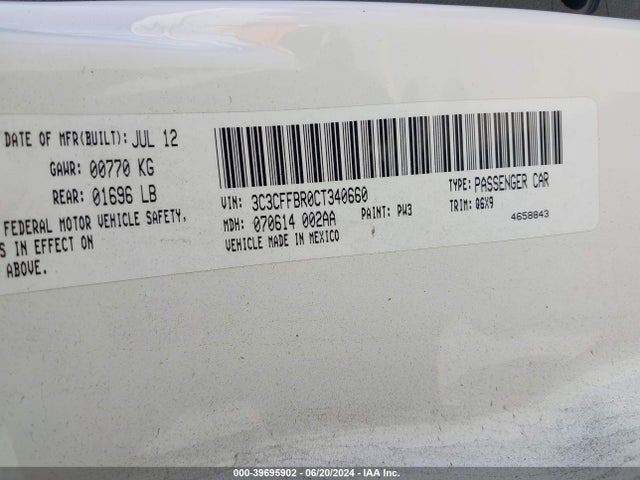 DATE OF MFR(BUILT): JUL 12
GAWR: 00770 KG
REAR: 01696 LB
FEDERAL MOTOR VEHICLE SAFETY,
S IN EFFECT ON
ABOVE.
VIN: 3C3CFFBR0CT340660
TYPE: PASSENGER CAR
MDH: 070614 002AA
PAINT: PW3
TRIM: Q6X9
VEHICLE MADE IN MEXICO
4658843
000-39695902 - 06/20/2024 - IAA Inc.